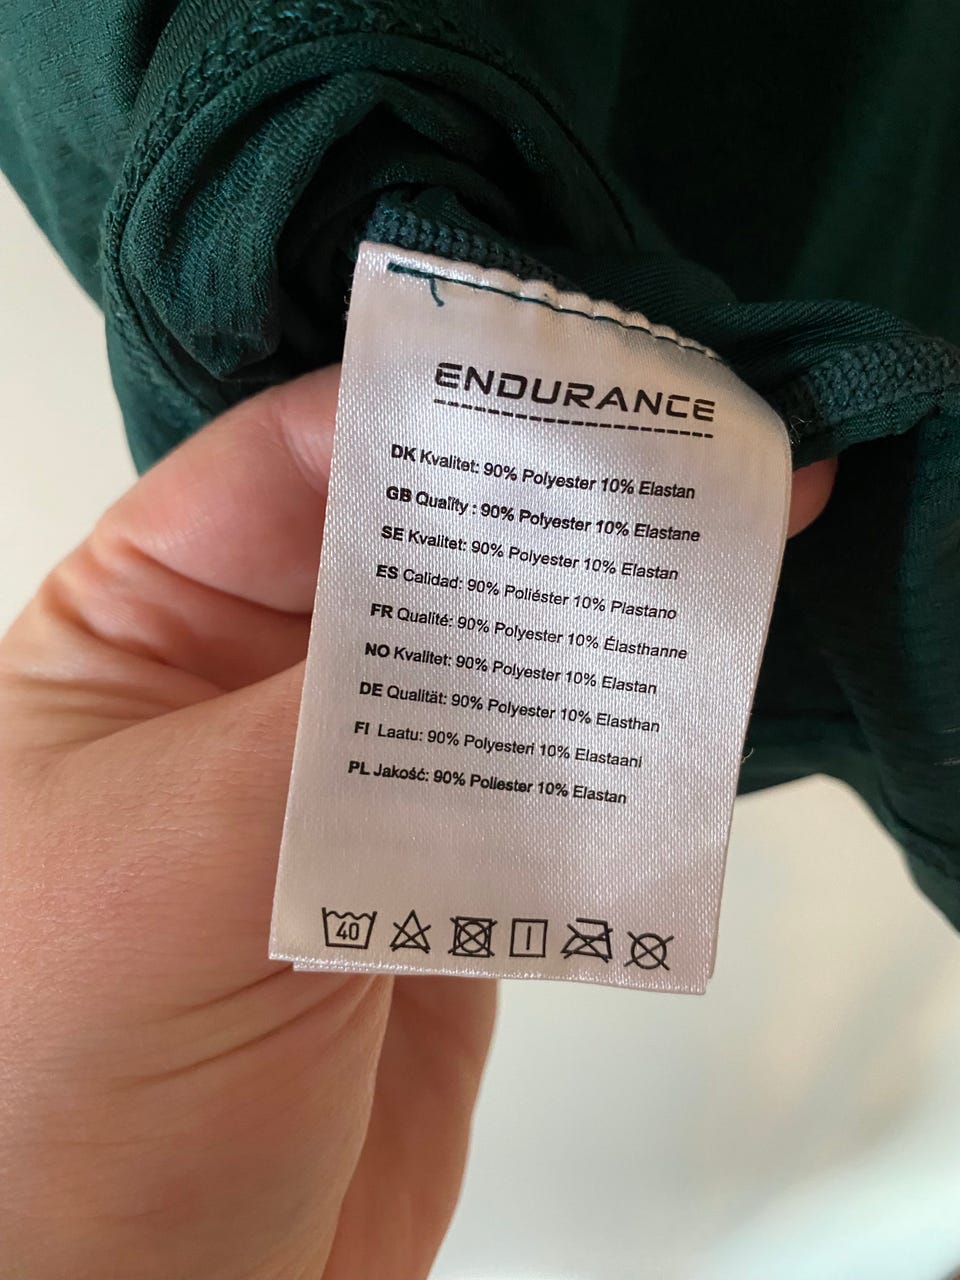 ENDURANCE
DK Kvalitet: 90% Polyester 10% Elastan
GB Quality : 90% Polyester 10% Elastane
SE Kvalitet: 90% Polyester 10% Elastan
ES Calidad: 90% Poliéster 10% Plastano
FR Qualité: 90% Polyester 10% Élasthanne
NO Kvalitet: 90% Polyester 10% Elastan
DE Qualität: 90% Polyester 10% Elasthan
FI Laatu: 90% Polyesteri 10% Elastaani
PL Jakość: 90% Poliester 10% Elastan
40